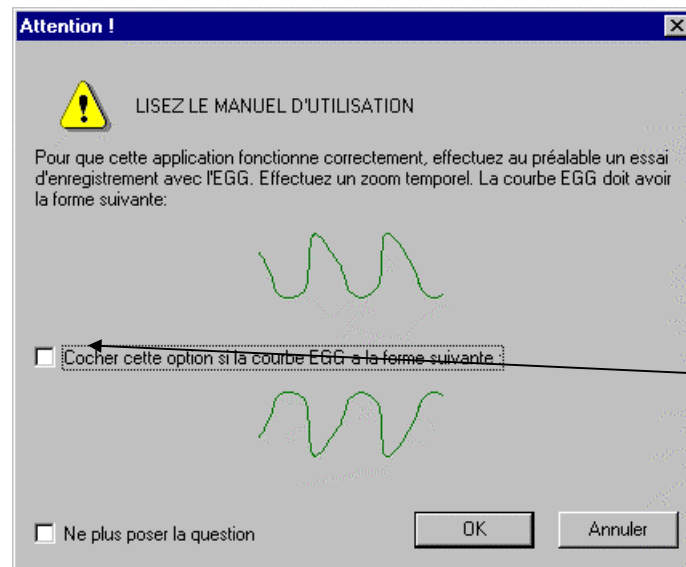 Attention !
LISEZ LE MANUEL D'UTILISATION
Pour que cette application fonctionne correctement, effectuez au préalable un essai
d'enregistrement avec l'EGG. Effectuez un zoom temporel. La courbe EGG doit avoir
la forme suivante:
Cocher cette option si la courbe EGG a la forme suivante :
Ne plus poser la question
OK
Annuler